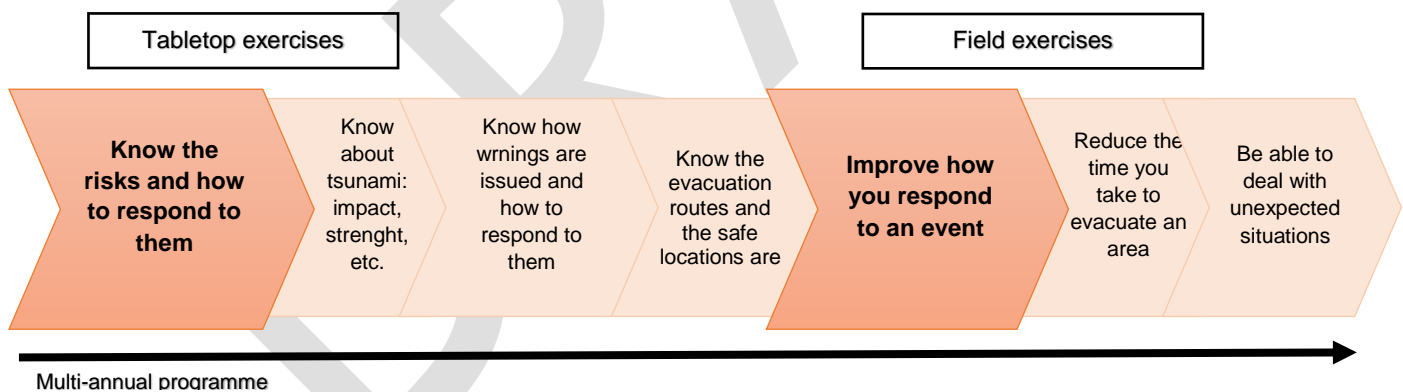 Tabletop exercises
Field exercises
Know the
risks and how
to respond to
them
Know
about
tsunami:
impact,
strenght,
etc.
Know how
wrnings are
issued and
how to
respond to
them
Know the
evacuation
routes and
the safe
locations are
Improve how
you respond
to an event
Reduce the
time you
take to
evacuate an
area
Be able to
deal with
unexpected
situations
Multi-annual programme